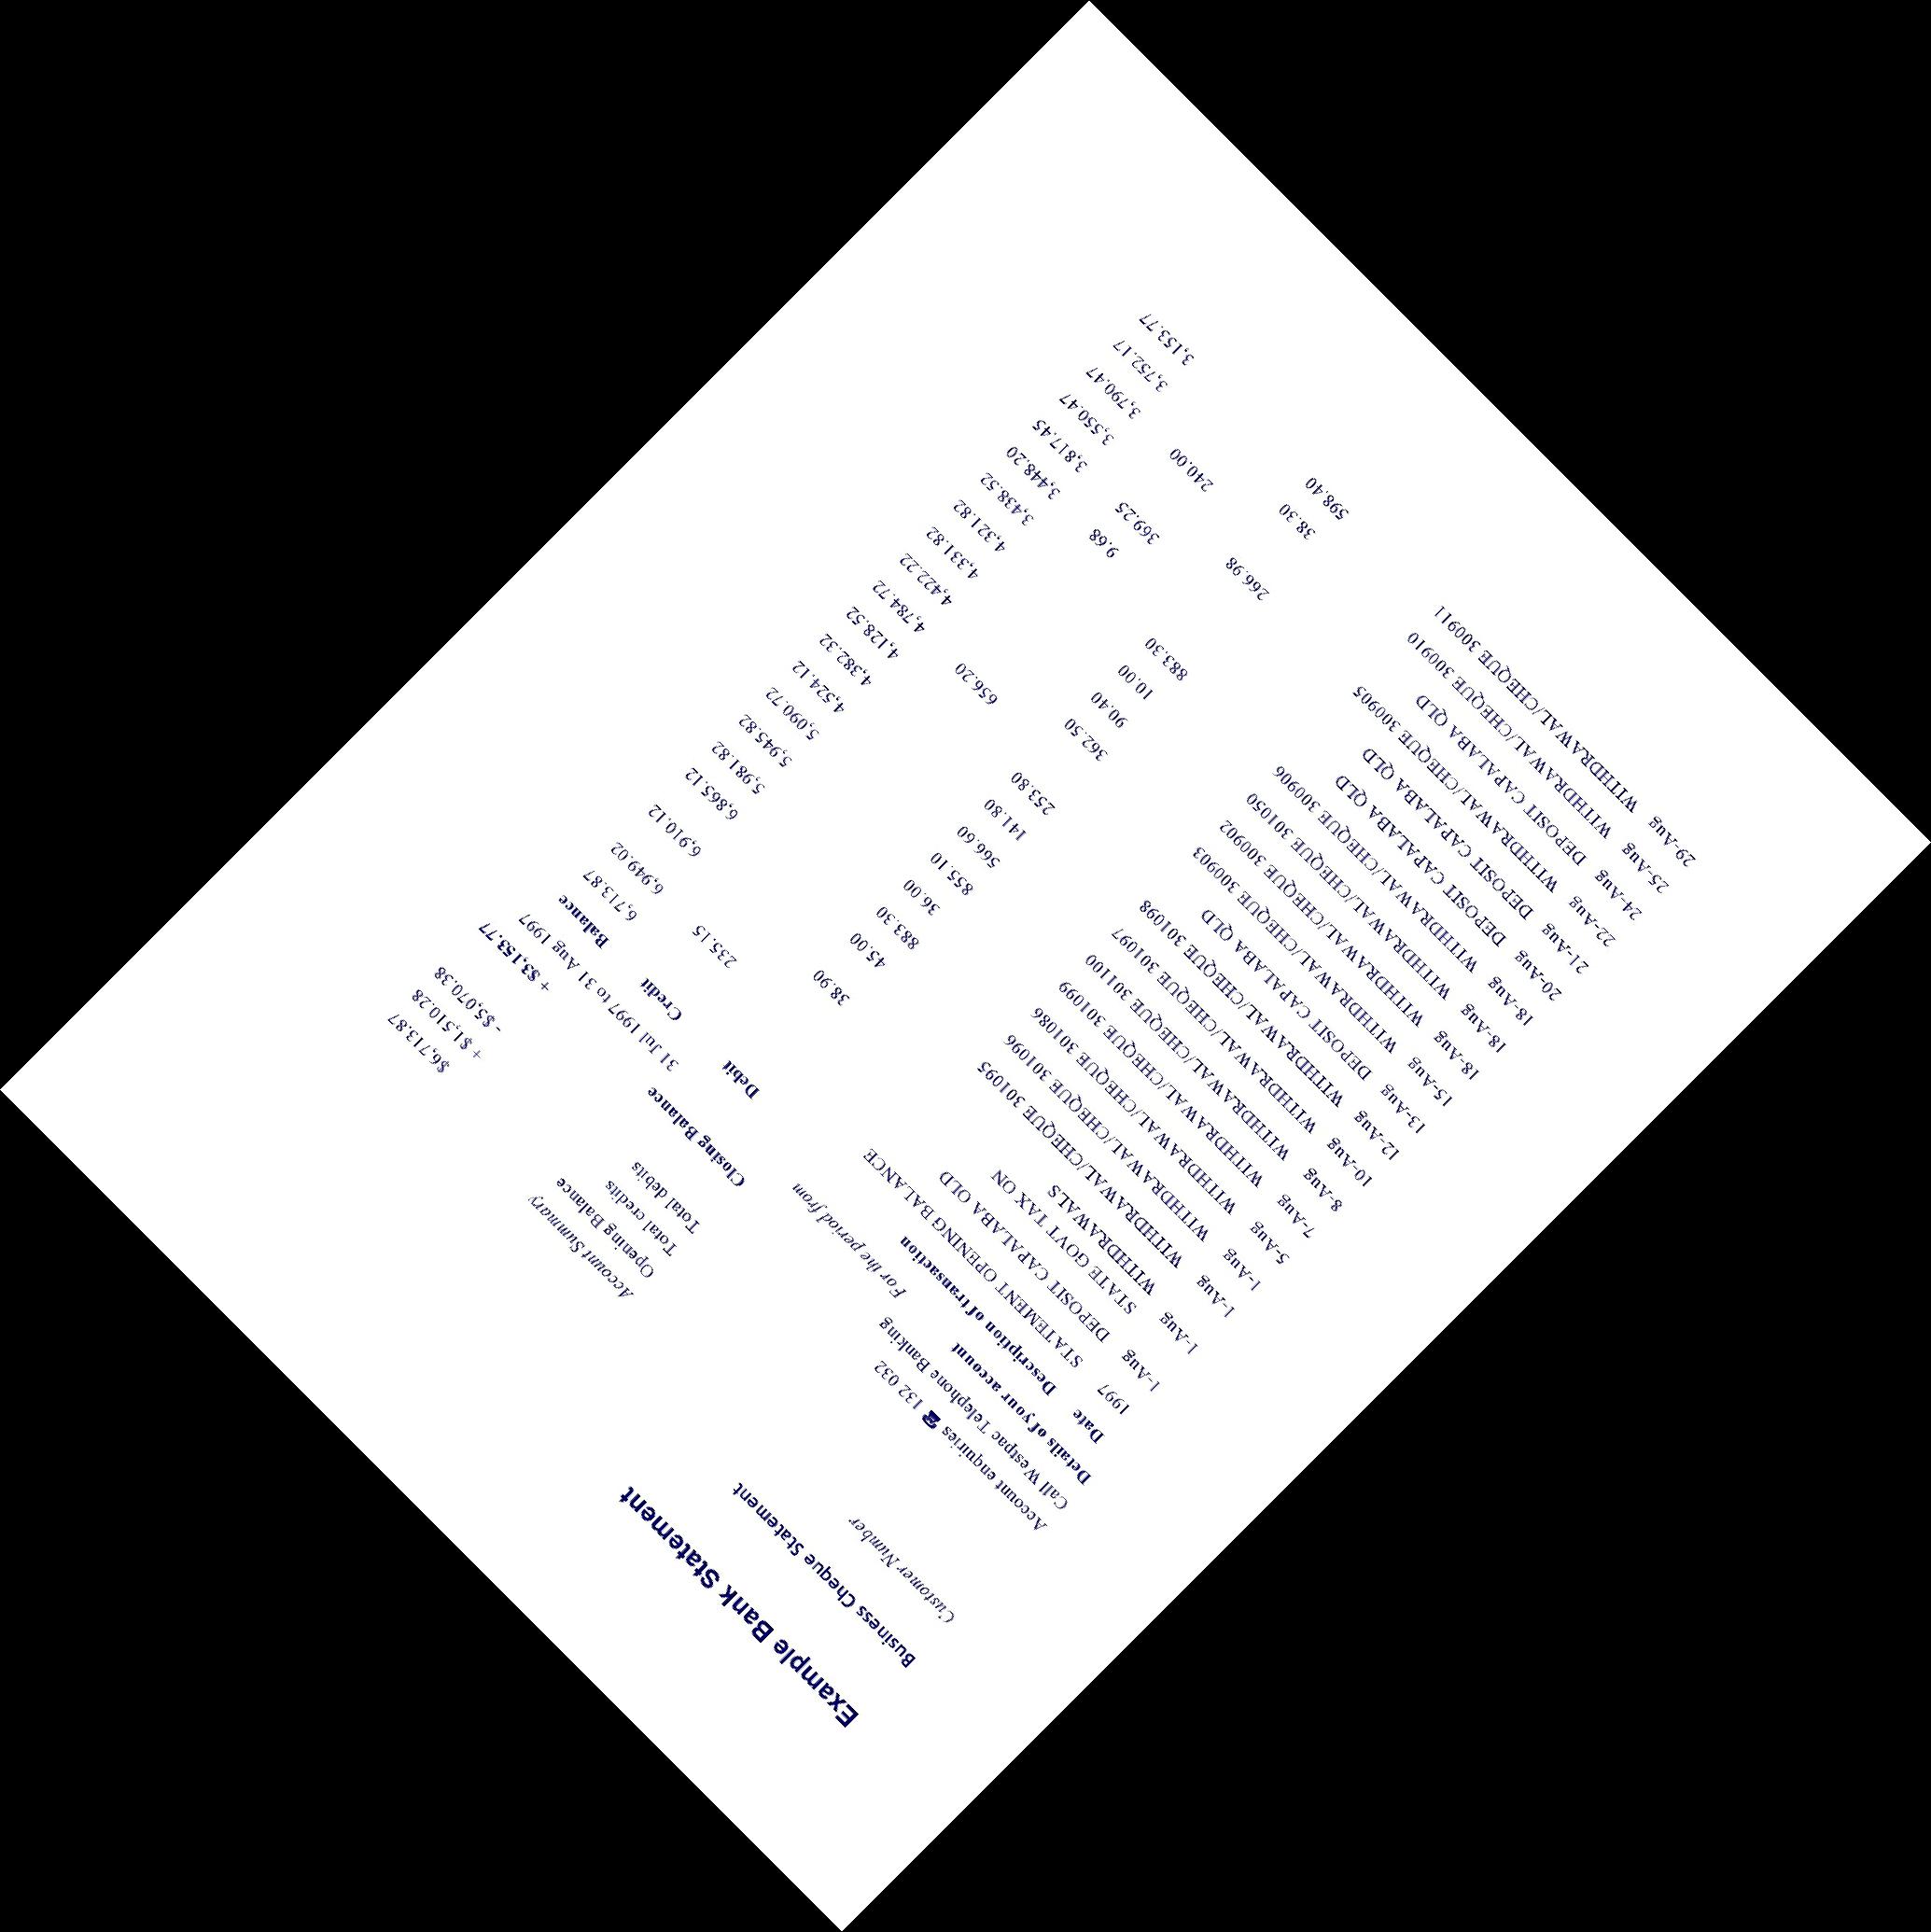 Example Bank Statement
Business Cheque Statement
Customer Number
Account Summary
Opening Balance $6,713.87
Total credits + $1,510.28
Total debits - $5,070.38
Closing Balance + $3,153.77
Account enquiries ☎ 132 032
Call Westpac Telephone Banking
For the period from 31 Jul 1997 to 31 Aug 1997
Details of your account
Date Description of transaction Debit Credit Balance
1997 STATEMENT OPENING BALANCE 6,713.87
1-Aug DEPOSIT CAPALABA OLD 235.15 6,949.02
1-Aug STATE GOVT TAX ON 38.90 6,910.12
WITHDRAWALS
1-Aug WITHDRAWAL/CHEQUE 301095 45.00 6,865.12
1-Aug WITHDRAWAL/CHEQUE 301096 883.30 5,981.82
5-Aug WITHDRAWAL/CHEQUE 301086 36.00 5,945.82
7-Aug WITHDRAWAL/CHEQUE 301099 855.10 5,090.72
8-Aug WITHDRAWAL/CHEQUE 301100 566.60 4,524.12
10-Aug WITHDRAWAL/CHEQUE 301097 141.80 4,382.32
12-Aug WITHDRAWAL/CHEQUE 301098 253.80 4,128.52
13-Aug DEPOSIT CAPALABA QLD 656.20 4,784.72
15-Aug WITHDRAWAL/CHEQUE 300903 362.50 4,422.22
18-Aug WITHDRAWAL/CHEQUE 300902 90.40 4,331.82
18-Aug WITHDRAWAL/CHEQUE 301050 10.00 4,321.82
18-Aug WITHDRAWAL/CHEQUE 300906 883.30 3,438.52
20-Aug DEPOSIT CAPALABA QLD 9.68 3,448.20
21-Aug DEPOSIT CAPALABA QLD 369.25 3,817.45
22-Aug WITHDRAWAL/CHEQUE 300905 266.98 3,550.47
24-Aug DEPOSIT CAPALABA QLD 240.00 3,790.47
25-Aug WITHDRAWAL/CHEQUE 300910 38.30 3,752.17
29-Aug WITHDRAWAL/CHEQUE 300911 598.40 3,153.77